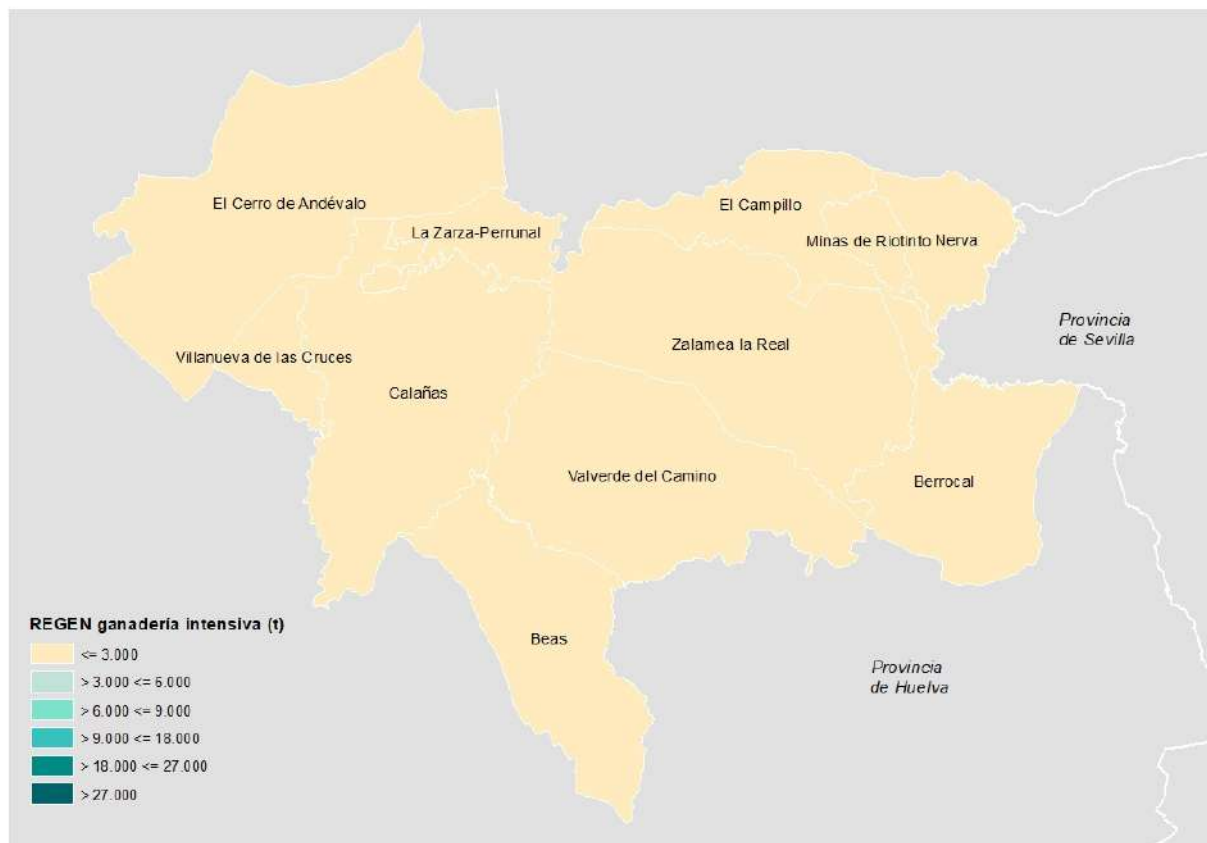 El Cerro de Andévalo
El Campillo
La Zarza-Perrunal
Minas de Riotinto Nerva
Provincia
de Sevilla
Villanueva de las Cruces
Zalamea la Real
Calañas
Valverde del Camino
Berrocal
Beas
Provincia
de Huelva
REGEN ganadería intensiva (t)
<= 3.000
> 3.000 <= 6.000
> 6.000 <= 9.000
> 9.000 <= 18.000
> 18.000 <= 27.000
> 27.000